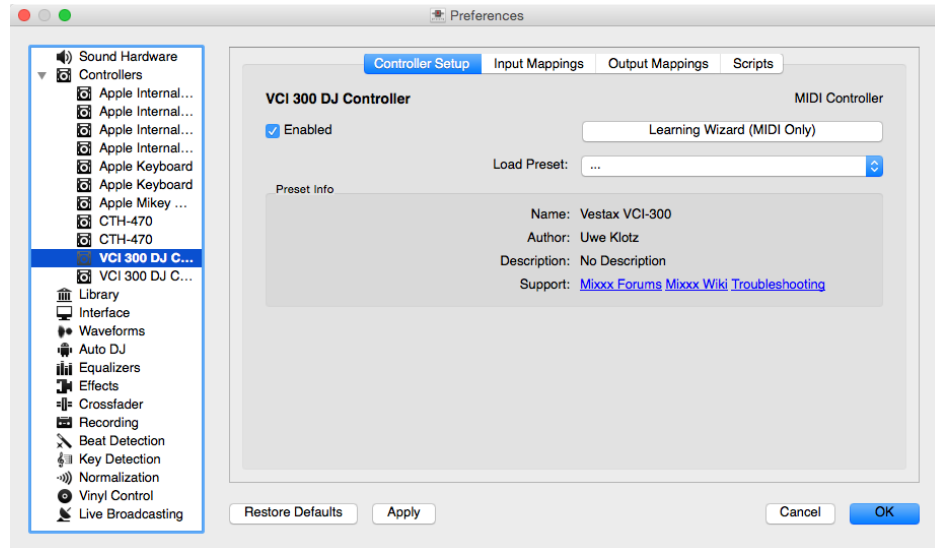 Preferences
Sound Hardware
Controllers
Apple Internal...
Apple Internal...
Apple Internal...
Apple Internal...
Apple Keyboard
Apple Keyboard
Apple Mikey ...
CTH-470
CTH-470
VCI 300 DJ C...
VCI 300 DJ C...
Library
Interface
Waveforms
Auto DJ
Equalizers
Effects
Crossfader
Recording
Beat Detection
Key Detection
Normalization
Vinyl Control
Live Broadcasting
Controller Setup Input Mappings Output Mappings Scripts
VCI 300 DJ Controller MIDI Controller
Enabled Learning Wizard (MIDI Only)
Load Preset: ...
Preset Info
Name: Vestax VCI-300
Author: Uwe Klotz
Description: No Description
Support: Mixxx Forums Mixxx Wiki Troubleshooting
Restore Defaults Apply Cancel OK